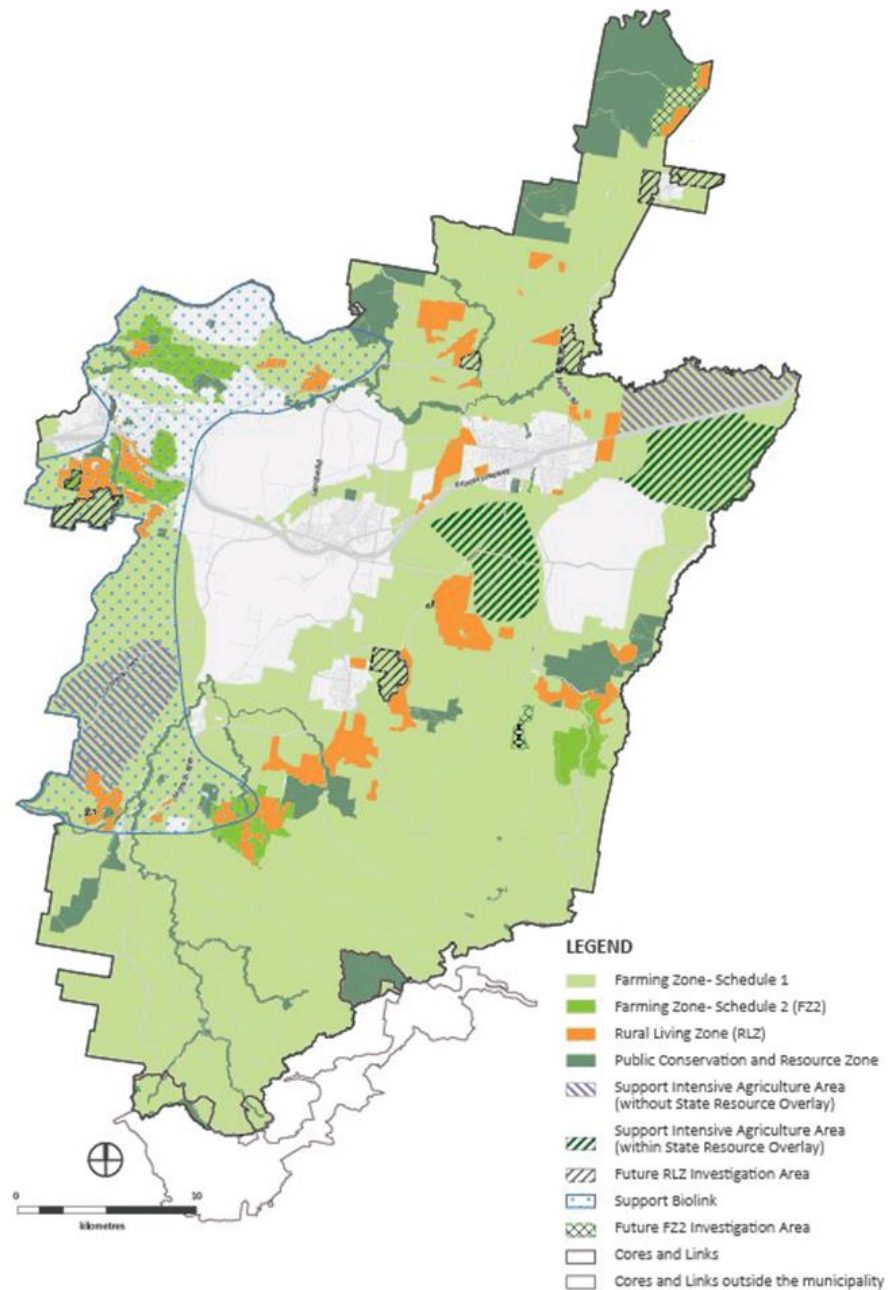 Princes Highway
LEGEND
Farming Zone- Schedule 1
Farming Zone- Schedule 2 (FZ2)
Rural Living Zone (RLZ)
Public Conservation and Resource Zone
Support Intensive Agriculture Area
(without State Resource Overlay)
Support Intensive Agriculture Area
(within State Resource Overlay)
Future RLZ Investigation Area
Support Biolink
Future FZ2 Investigation Area
Cores and Links
Cores and Links outside the municipality
0 10
kilometres